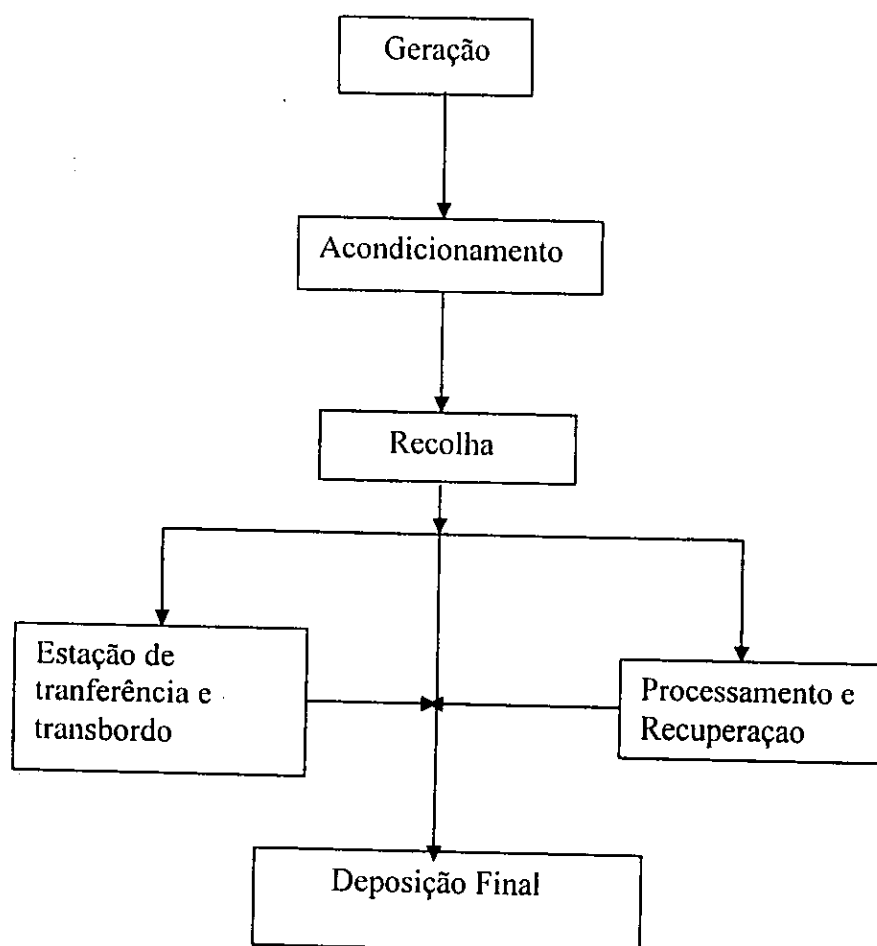 Geração
Acondicionamento
Recolha
Estação de
tranferência e
transbordo
Processamento e
Recuperaçao
Deposição Final